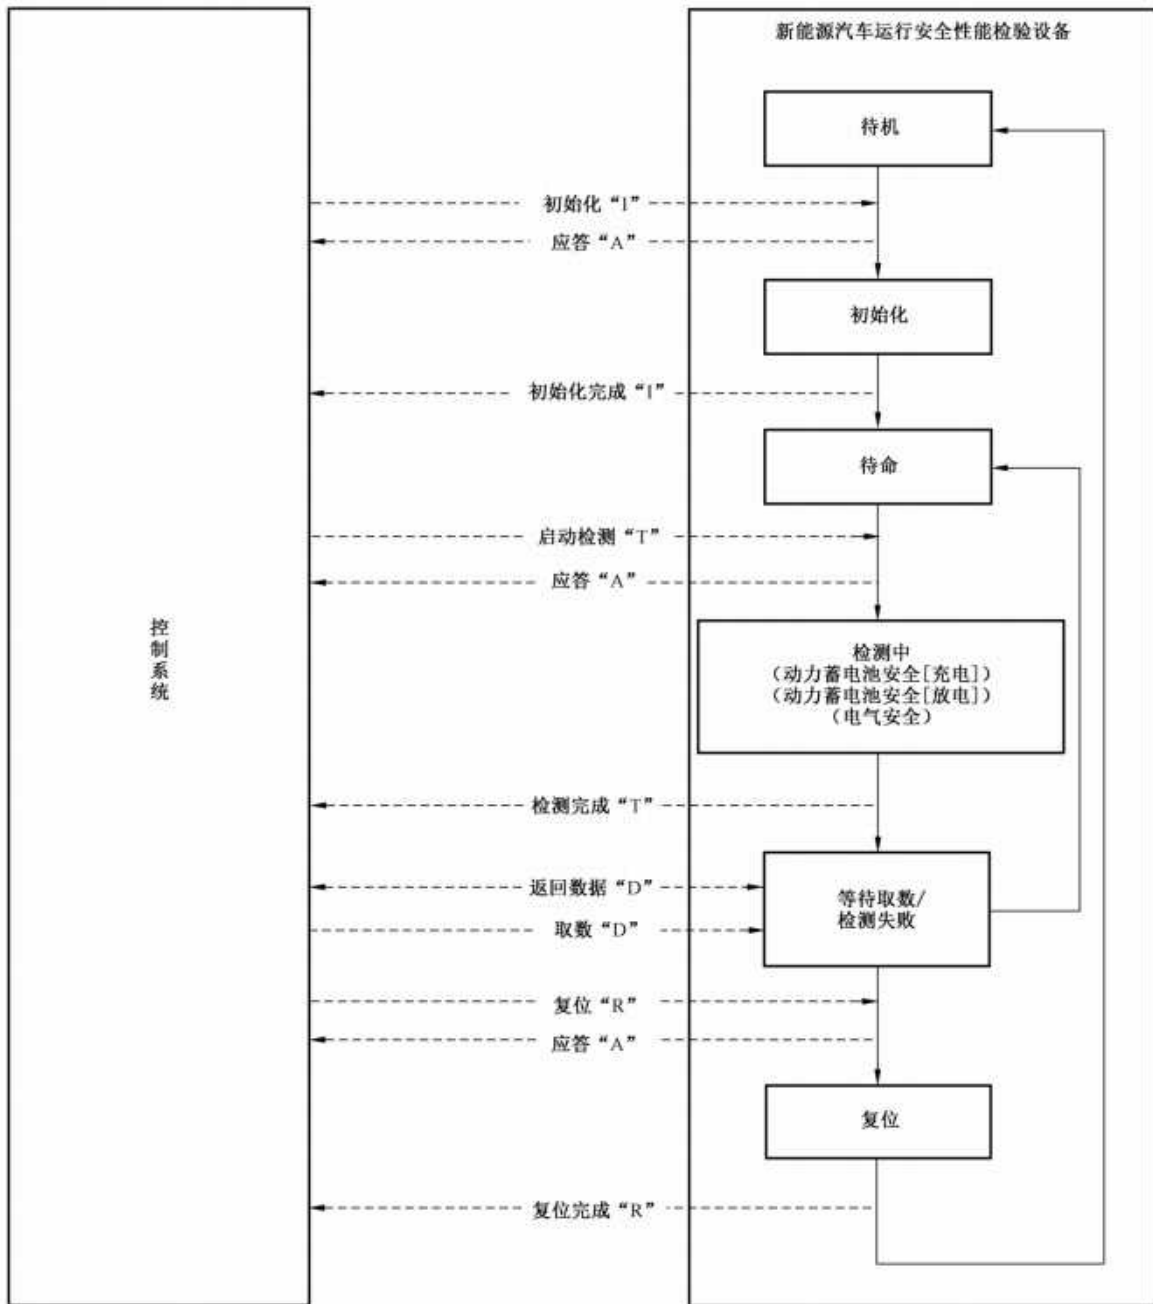 新能源汽车运行安全性能检验设备
待机
初始化“I”
应答“A”
初始化
初始化完成“I”
待命
启动检测“T”
应答“A”
控
制
系
统
检测中
（动力蓄电池安全[充电]）
（动力蓄电池安全[放电]）
（电气安全）
检测完成“T”
返回数据“D”
取数“D”
等待取数/
检测失败
复位“R”
应答“A”
复位
复位完成“R”